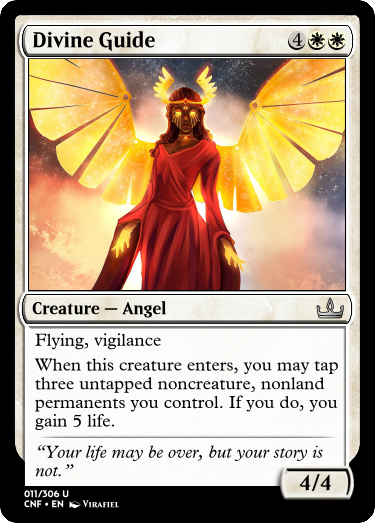 Divine Guide 4
Creature — Angel
Flying, vigilance
When this creature enters, you may tap
three untapped noncreature, nonland
permanents you control. If you do, you
gain 5 life.
“Your life may be over, but your story is
not.”
4/4
011/306 U
CNF • EN Virafiel